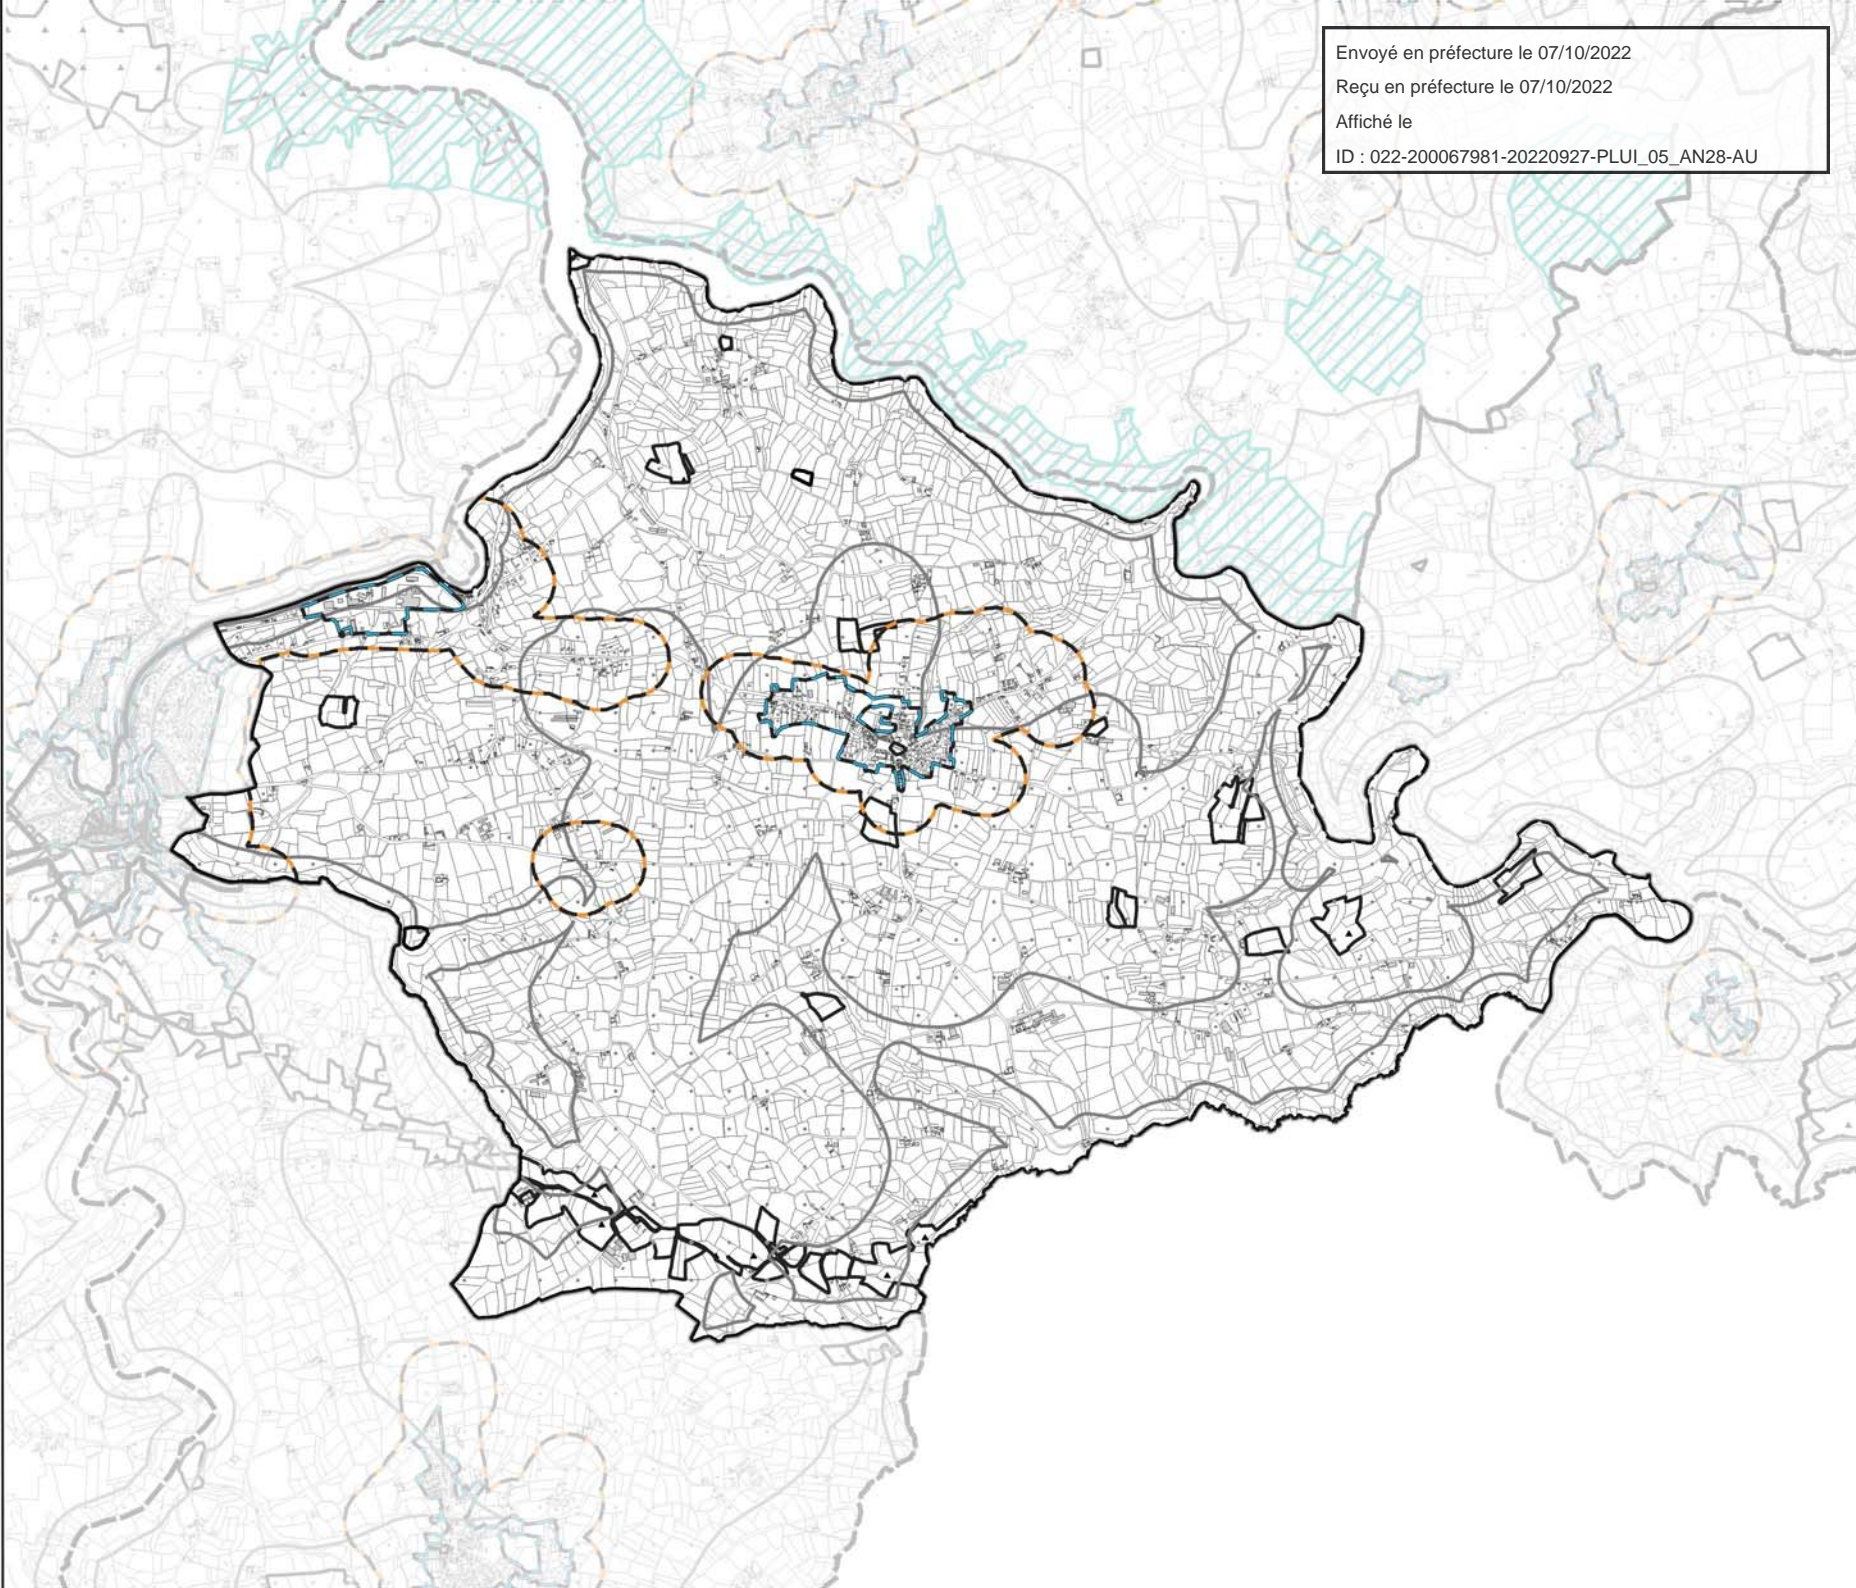 Envoyé en préfecture le 07/10/2022
Reçu en préfecture le 07/10/2022
Affiché le
ID : 022-200067981-20220927-PLUI_05_AN28-AU